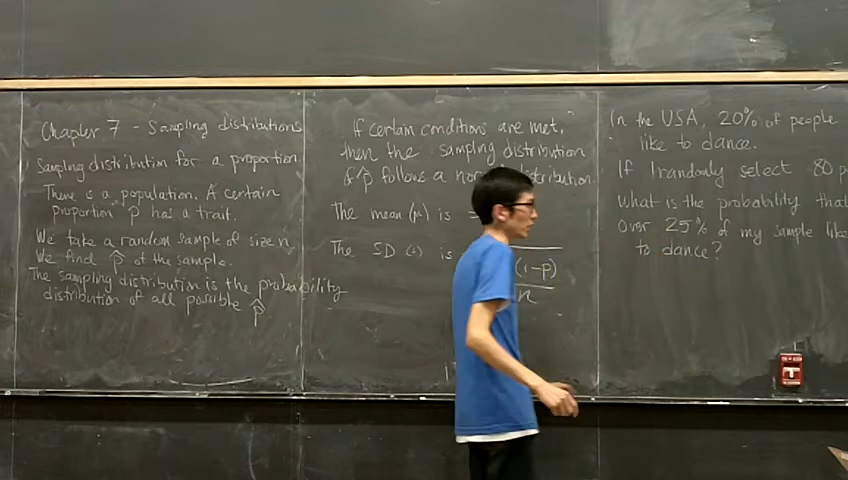 Chapter 7 - Sampling distributions
Sampling distribution for a proportion.
There is a population. A certain
proportion p has a trait.
We take a random sample of size n.
We find p̂ of the sample.
The sampling distribution is the probability
distribution of all possible p̂
If certain conditions are met,
then the sampling distribution
of p̂ follows a distribution.
The mean (μ) is =
The SD is
(1-p)
n
In the USA, 20% of people
like to dance.
If I randomly select 80
What is the probability that
over 25% of my sample like
to dance?